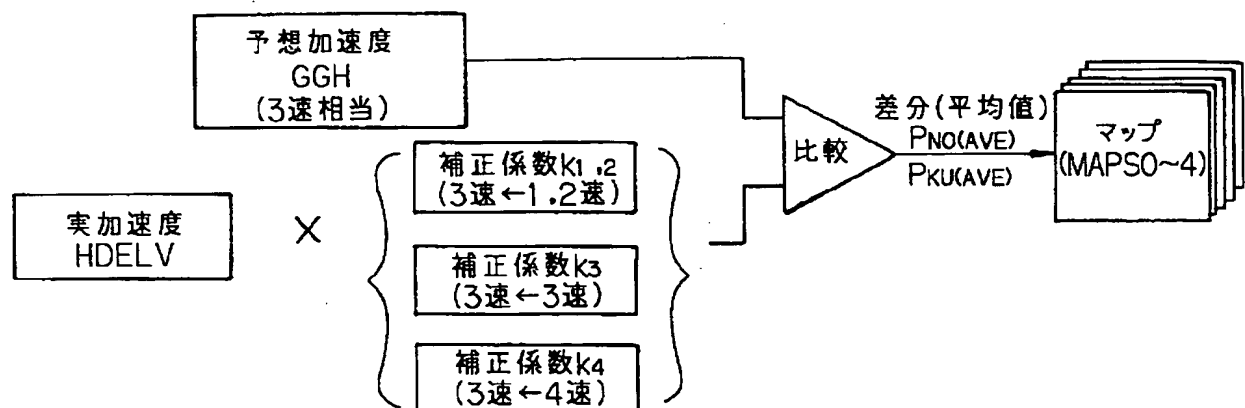 予想加速度
GGH
(3速相当)
実加速度
HDELV
×
補正係数K1,2
(3速←1,2速)
補正係数K3
(3速←3速)
補正係数K4
(3速←4速)
比較
差分(平均値)
PNO(AVE)
PKU(AVE)
マップ
(MAPS0~4)